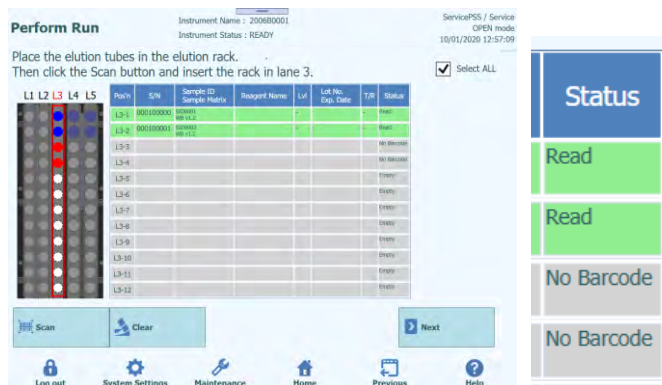 Perform Run
Instrument Name : 2006B0001
Instrument Status : READY
ServicePSS / Service
OPEN mode
10/01/2020 12:57:09
Place the elution tubes in the elution rack.
Then click the Scan button and insert the rack in lane 3.
Select ALL
L1 L2 L3 L4 L5
Pos'n S/N Sample ID Sample Matrix Reagent Name Lvl Lot No. Exp. Date T/R Status
L3-1 000100000 - - Read
L3-2 000100001 - - Read
L3-3 No Barcode
L3-4 No Barcode
L3-5 Empty
L3-6 Empty
L3-7 Empty
L3-8 Empty
L3-9 Empty
L3-10 Empty
L3-11 Empty
L3-12 Empty
Scan
Clear
Next
Log out
System Settings
Maintenance
Home
Previous
Help
Status
Read
Read
No Barcode
No Barcode